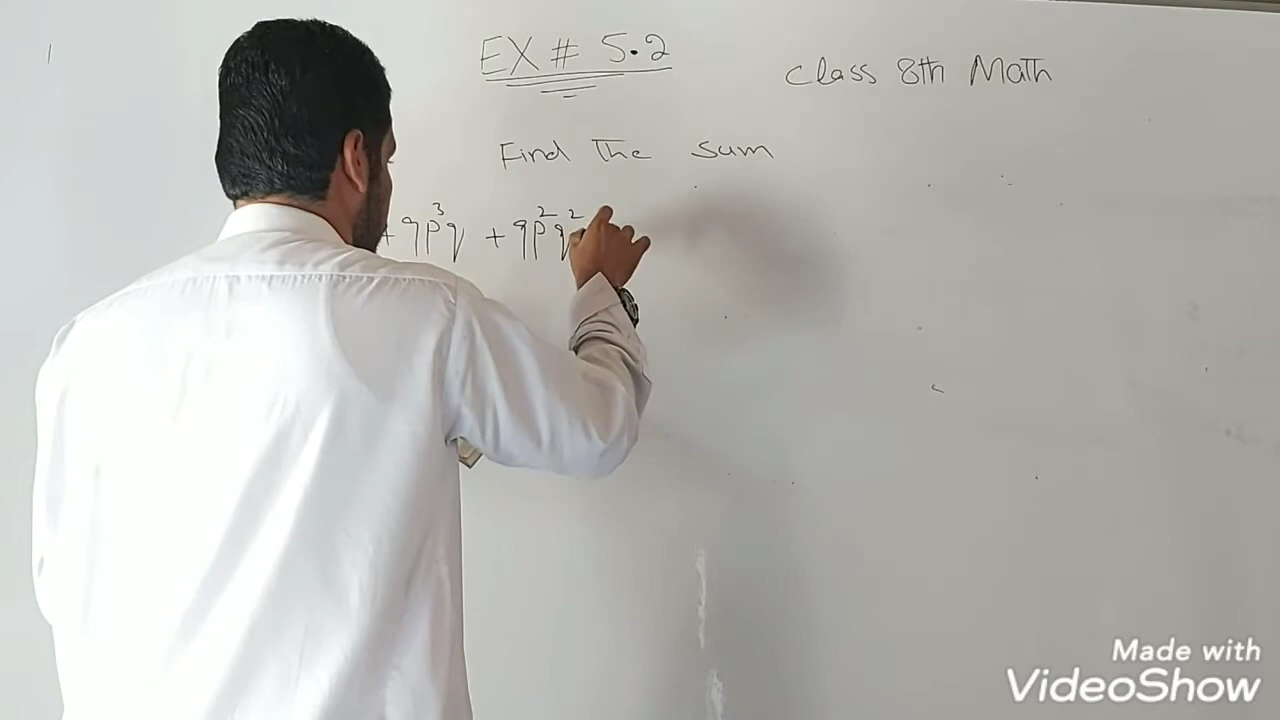 EX # 5.2
Class 8th Math
Find The Sum
+ 9p³q + 9p²q²
Made with
VideoShow